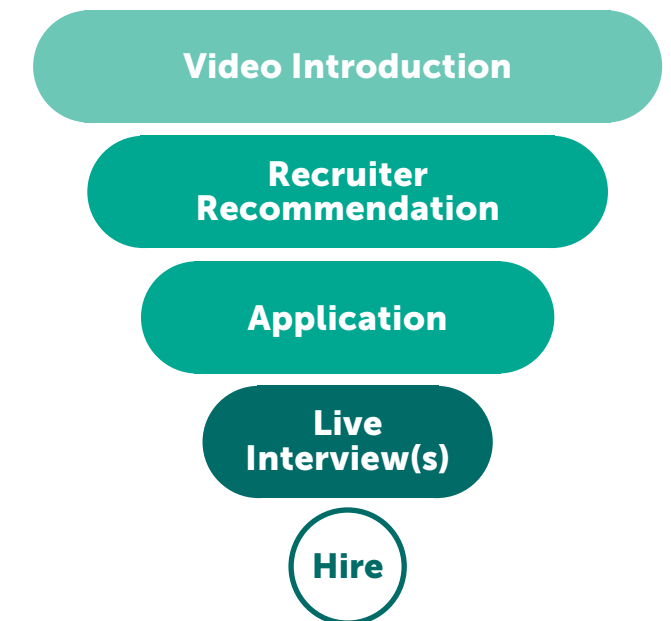 Video Introduction
Recruiter
Recommendation
Application
Live
Interview(s)
Hire